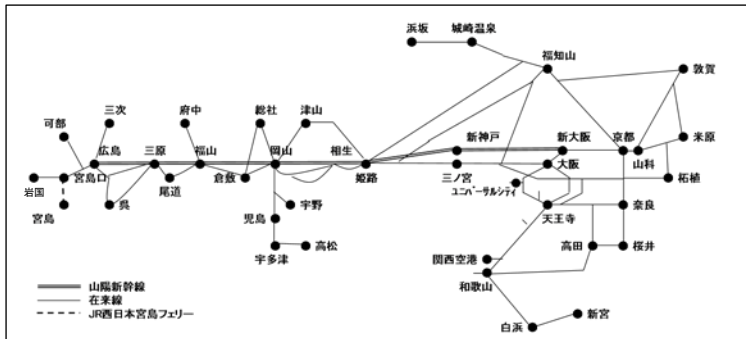 浜坂
城崎温泉
福知山
敦賀
可部
三次
府中
総社
津山
新神戸
新大阪
京都
米原
広島
三原
福山
岡山
相生
大阪
山科
岩国
宮島口
尾道
倉敷
姫路
三ノ宮
ユニバーサルシティ
柘植
宮島
呉
児島
宇野
天王寺
奈良
宇多津
高松
関西空港
高田
桜井
和歌山
白浜
新宮
山陽新幹線
在来線
JR西日本宮島フェリー